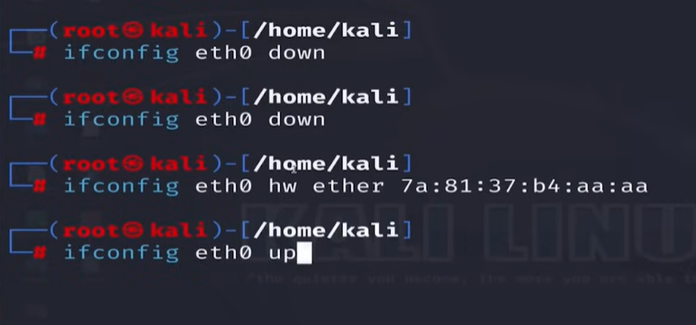 ┌──(root㉿kali)-[/home/kali]
└─# ifconfig eth0 down
┌──(root㉿kali)-[/home/kali]
└─# ifconfig eth0 down
┌──(root㉿kali)-[/home/kali]
└─# ifconfig eth0 hw ether 7a:81:37:b4:aa:aa
┌──(root㉿kali)-[/home/kali]
└─# ifconfig eth0 up
KALI LINU
"the quieter you become, the more you are able t